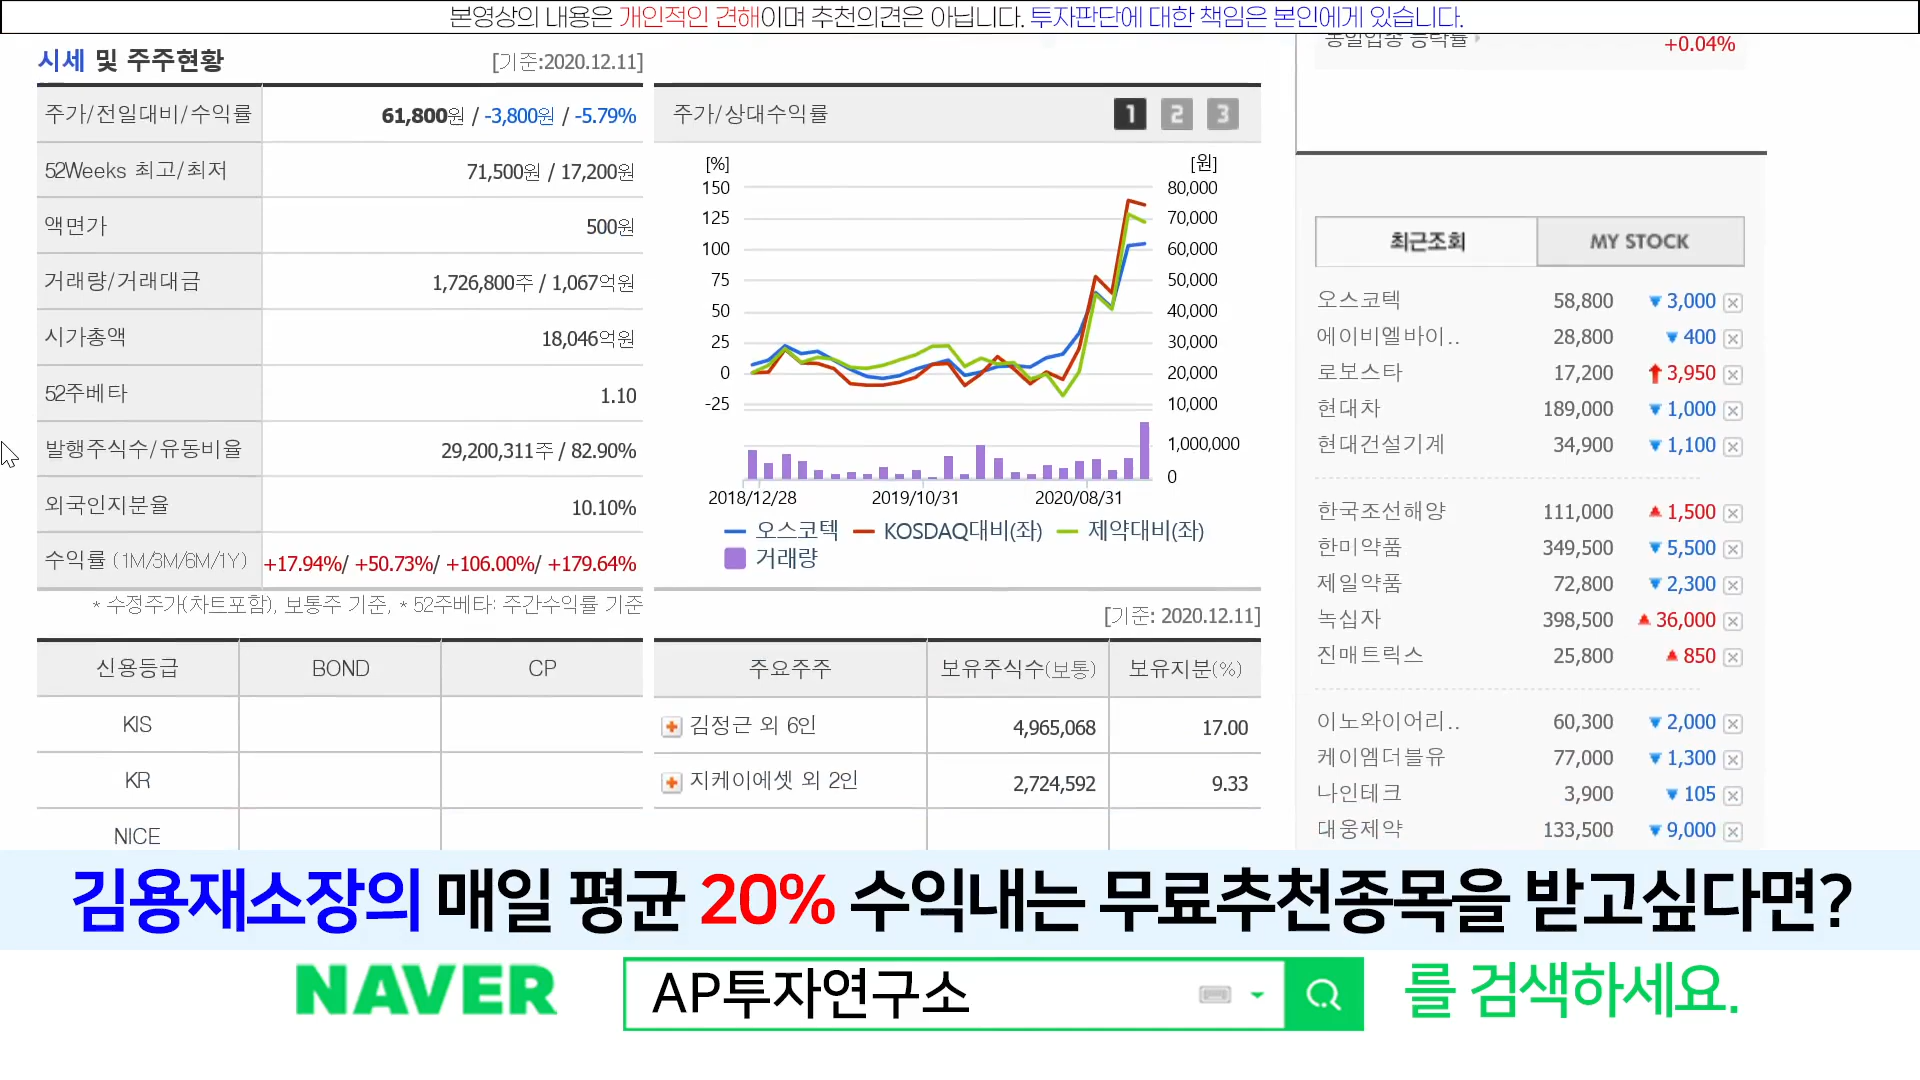 본영상의 내용은 개인적인 견해이며 추천의견은 아닙니다. 투자판단에 대한 책임은 본인에게 있습니다.
시세 및 주주현황 [기준:2020.12.11]
주가/전일대비/수익률 61,800원 / -3,800원 / -5.79%
52Weeks 최고/최저 71,500원 / 17,200원
액면가 500원
거래량/거래대금 1,726,800주 / 1,067억원
시가총액 18,046억원
52주베타 1.10
발행주식수/유동비율 29,200,311주 / 82.90%
외국인지분율 10.10%
수익률 (1M/3M/6M/1Y) +17.94%/ +50.73%/ +106.00%/ +179.64%
* 수정주가(차트포함), 보통주 기준, * 52주베타: 주간수익률 기준
신용등급 BOND CP
KIS
KR
NICE
주가/상대수익률 1 2 3
[%] [원]
150 80,000
125 70,000
100 60,000
75 50,000
50 40,000
25 30,000
0 20,000
-25 10,000
1,000,000
0
2018/12/28 2019/10/31 2020/08/31
오스코텍 KOSDAQ대비(좌) 제약대비(좌)
거래량
[기준: 2020.12.11]
주요주주 보유주식수(보통) 보유지분(%)
김정근 외 6인 4,965,068 17.00
지케이에셋 외 2인 2,724,592 9.33
동일업종 등락률 +0.04%
최근조회 MY STOCK
오스코텍 58,800 ▼3,000
에이비엘바이.. 28,800 ▼400
로보스타 17,200 ↑3,950
현대차 189,000 ▼1,000
현대건설기계 34,900 ▼1,100
한국조선해양 111,000 ▲1,500
한미약품 349,500 ▼5,500
제일약품 72,800 ▼2,300
녹십자 398,500 ▲36,000
진매트릭스 25,800 ▲850
이노와이어리.. 60,300 ▼2,000
케이엠더블유 77,000 ▼1,300
나인테크 3,900 ▼105
대웅제약 133,500 ▼9,000
김용재소장의 매일 평균 20% 수익내는 무료추천종목을 받고싶다면?
NAVER AP투자연구소 를 검색하세요.